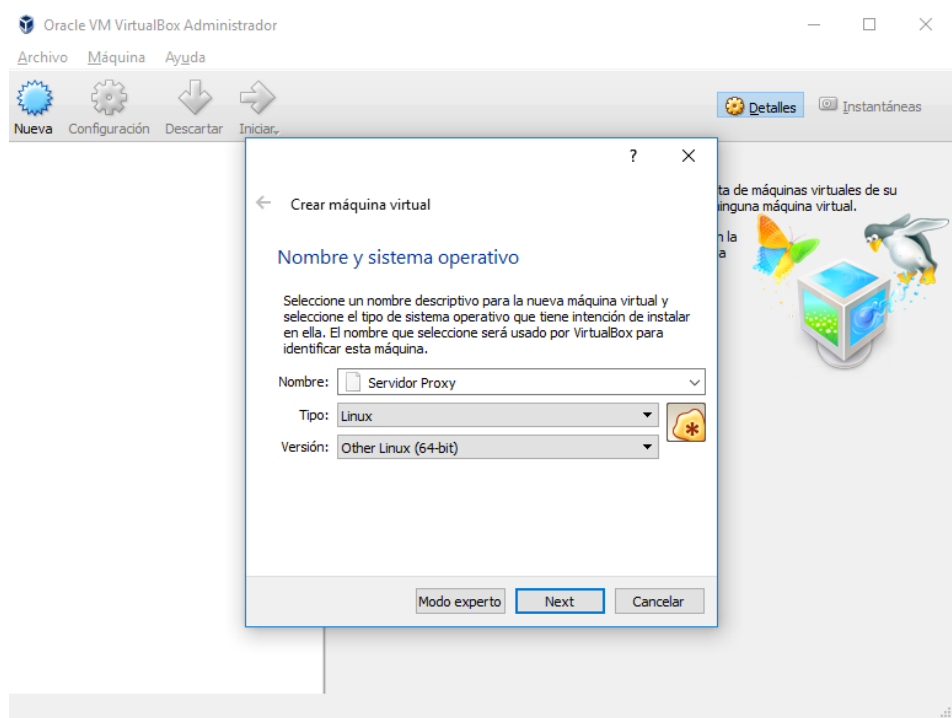 Oracle VM VirtualBox Administrador
Archivo Máquina Ayuda
Nueva Configuración Descartar Iniciar
Detalles Instantáneas
?
ta de máquinas virtuales de su
inguna máquina virtual.
n la
a
Crear máquina virtual
Nombre y sistema operativo
Seleccione un nombre descriptivo para la nueva máquina virtual y
seleccione el tipo de sistema operativo que tiene intención de instalar
en ella. El nombre que seleccione será usado por VirtualBox para
identificar esta máquina.
Nombre: Servidor Proxy
Tipo: Linux
Versión: Other Linux (64-bit)
Modo experto Next Cancelar